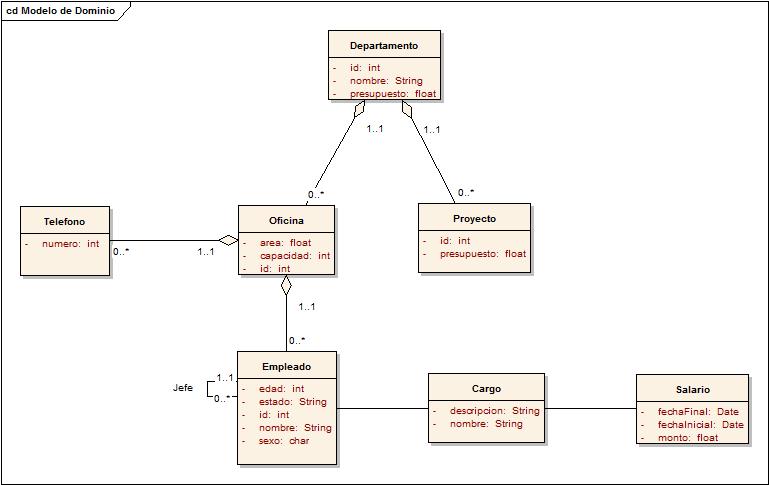 cd Modelo de Dominio
Departamento
- id: int
- nombre: String
- presupuesto: float
1..1
1..1
0..*
0..*
Telefono
- numero: int
0..*
1..1
Oficina
- area: float
- capacidad: int
- id: int
Proyecto
- id: int
- presupuesto: float
1..1
0..*
Empleado
- edad: int
- estado: String
- id: int
- nombre: String
- sexo: char
Jefe
1..1
0..*
Cargo
- descripcion: String
- nombre: String
Salario
- fechaFinal: Date
- fechaInicial: Date
- monto: float